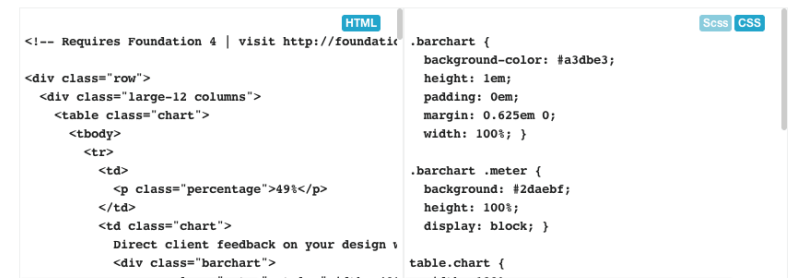 HTML
<!-- Requires Foundation 4 | visit http://foundatio
<div class="row">
<div class="large-12 columns">
<table class="chart">
<tbody>
<tr>
<td>
<p class="percentage">49%</p>
</td>
<td class="chart">
Direct client feedback on your design
<div class="barchart">
Scss CSS
.barchart {
background-color: #a3dbe3;
height: 1em;
padding: 0em;
margin: 0.625em 0;
width: 100%; }
.barchart .meter {
background: #2daebf;
height: 100%;
display: block; }
table.chart {